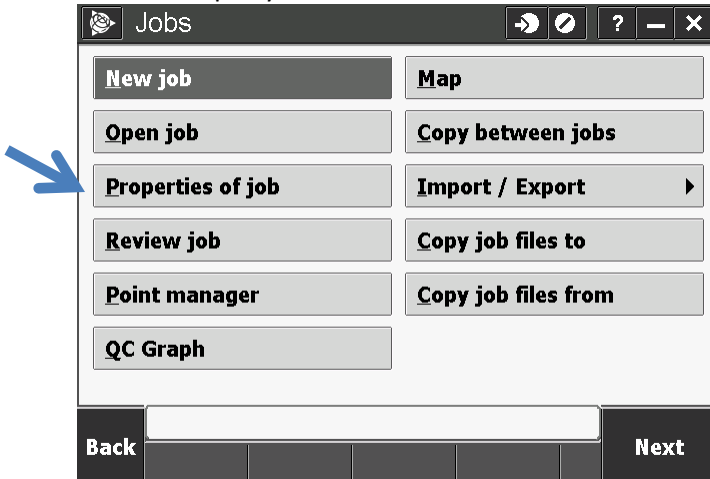 Jobs ? — ×
New job
Open job
Properties of job
Review job
Point manager
QC Graph
Map
Copy between jobs
Import / Export
Copy job files to
Copy job files from
Back
Next